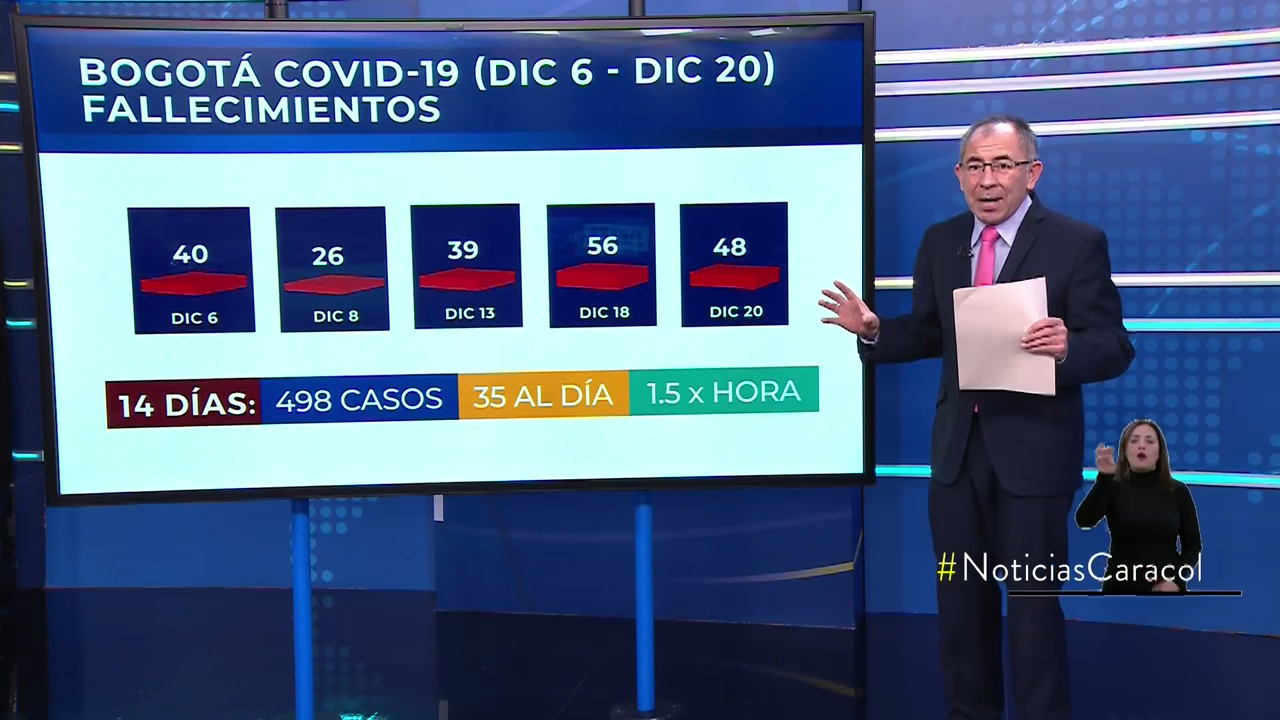 BOGOTÁ COVID-19 (DIC 6 - DIC 20)
FALLECIMIENTOS
40
26
39
56
48
DIC 6
DIC 8
DIC 13
DIC 18
DIC 20
14 DÍAS: 498 CASOS 35 AL DÍA 1.5 x HORA
#NoticiasCaracol